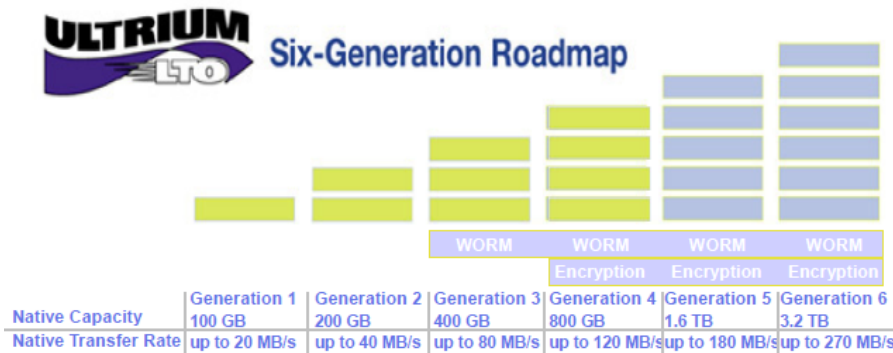 ULTRIUM
LTO
Six-Generation Roadmap
WORM WORM WORM WORM
Encryption Encryption Encryption
Generation 1 Generation 2 Generation 3 Generation 4 Generation 5 Generation 6
Native Capacity 100 GB 200 GB 400 GB 800 GB 1.6 TB 3.2 TB
Native Transfer Rate up to 20 MB/s up to 40 MB/s up to 80 MB/s up to 120 MB/s up to 180 MB/s up to 270 MB/s